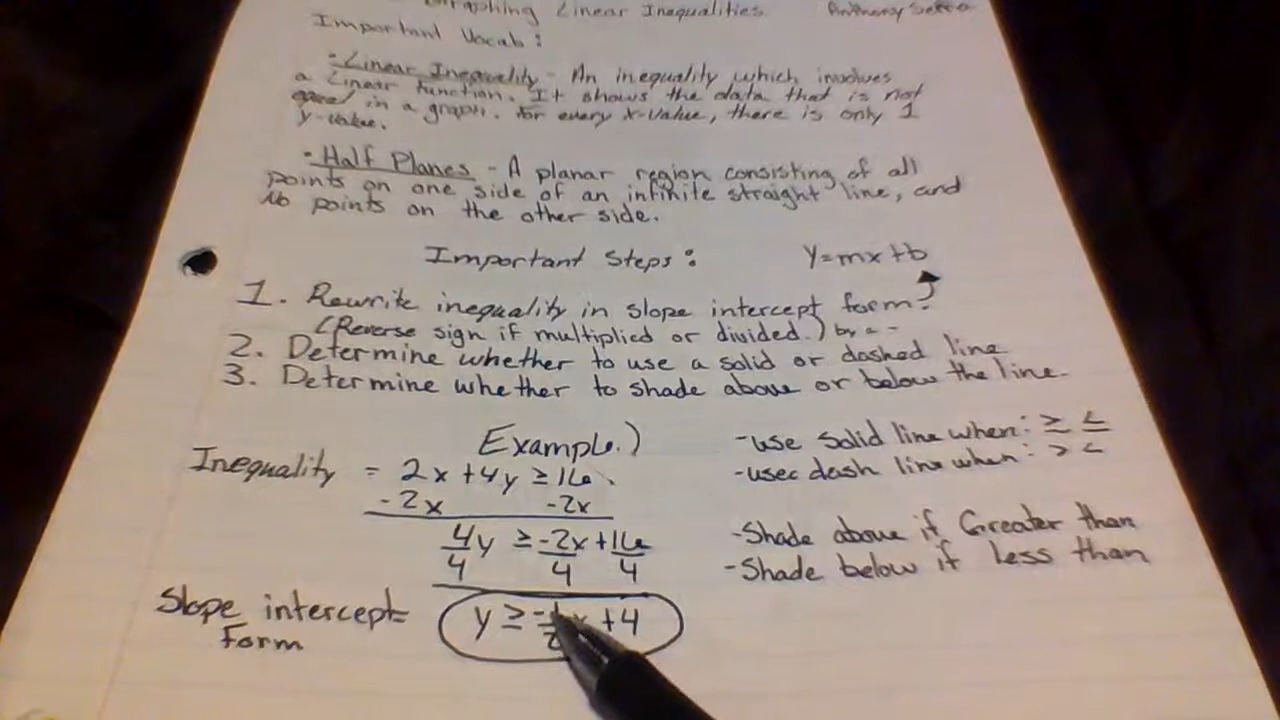 Graphing Linear Inequalities. Anthony
Important Vocab:
• Linear Inequality - An inequality which involves
a Linear function. It shows the data that is not
equal in a graph. For every x-value, there is only 1
y-value.
• Half Planes - A planar region consisting of all
points on one side of an infinite straight line, and
No points on the other side.
Important Steps: y=mx+b
1. Rewrite inequality in slope intercept form?
(Reverse sign if multiplied or divided.) by a -
2. Determine whether to use a solid or dashed line
3. Determine whether to shade above or below the line.
Example.)
Inequality = 2x+4y ≥16
-2x -2x
4y/4 ≥ -2x/4 + 16/4
Slope intercept = y ≥ -1/2x +4
Form
-use solid line when: ≥ ≤
-usec dash line when: > <
-Shade above if Greater than
-Shade below if less than